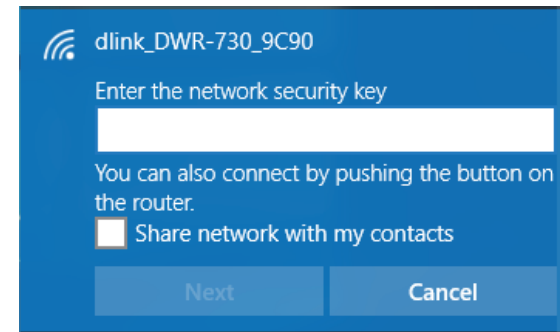 dlink_DWR-730_9C90
Enter the network security key
You can also connect by pushing the button on
the router.
Share network with my contacts
Next
Cancel